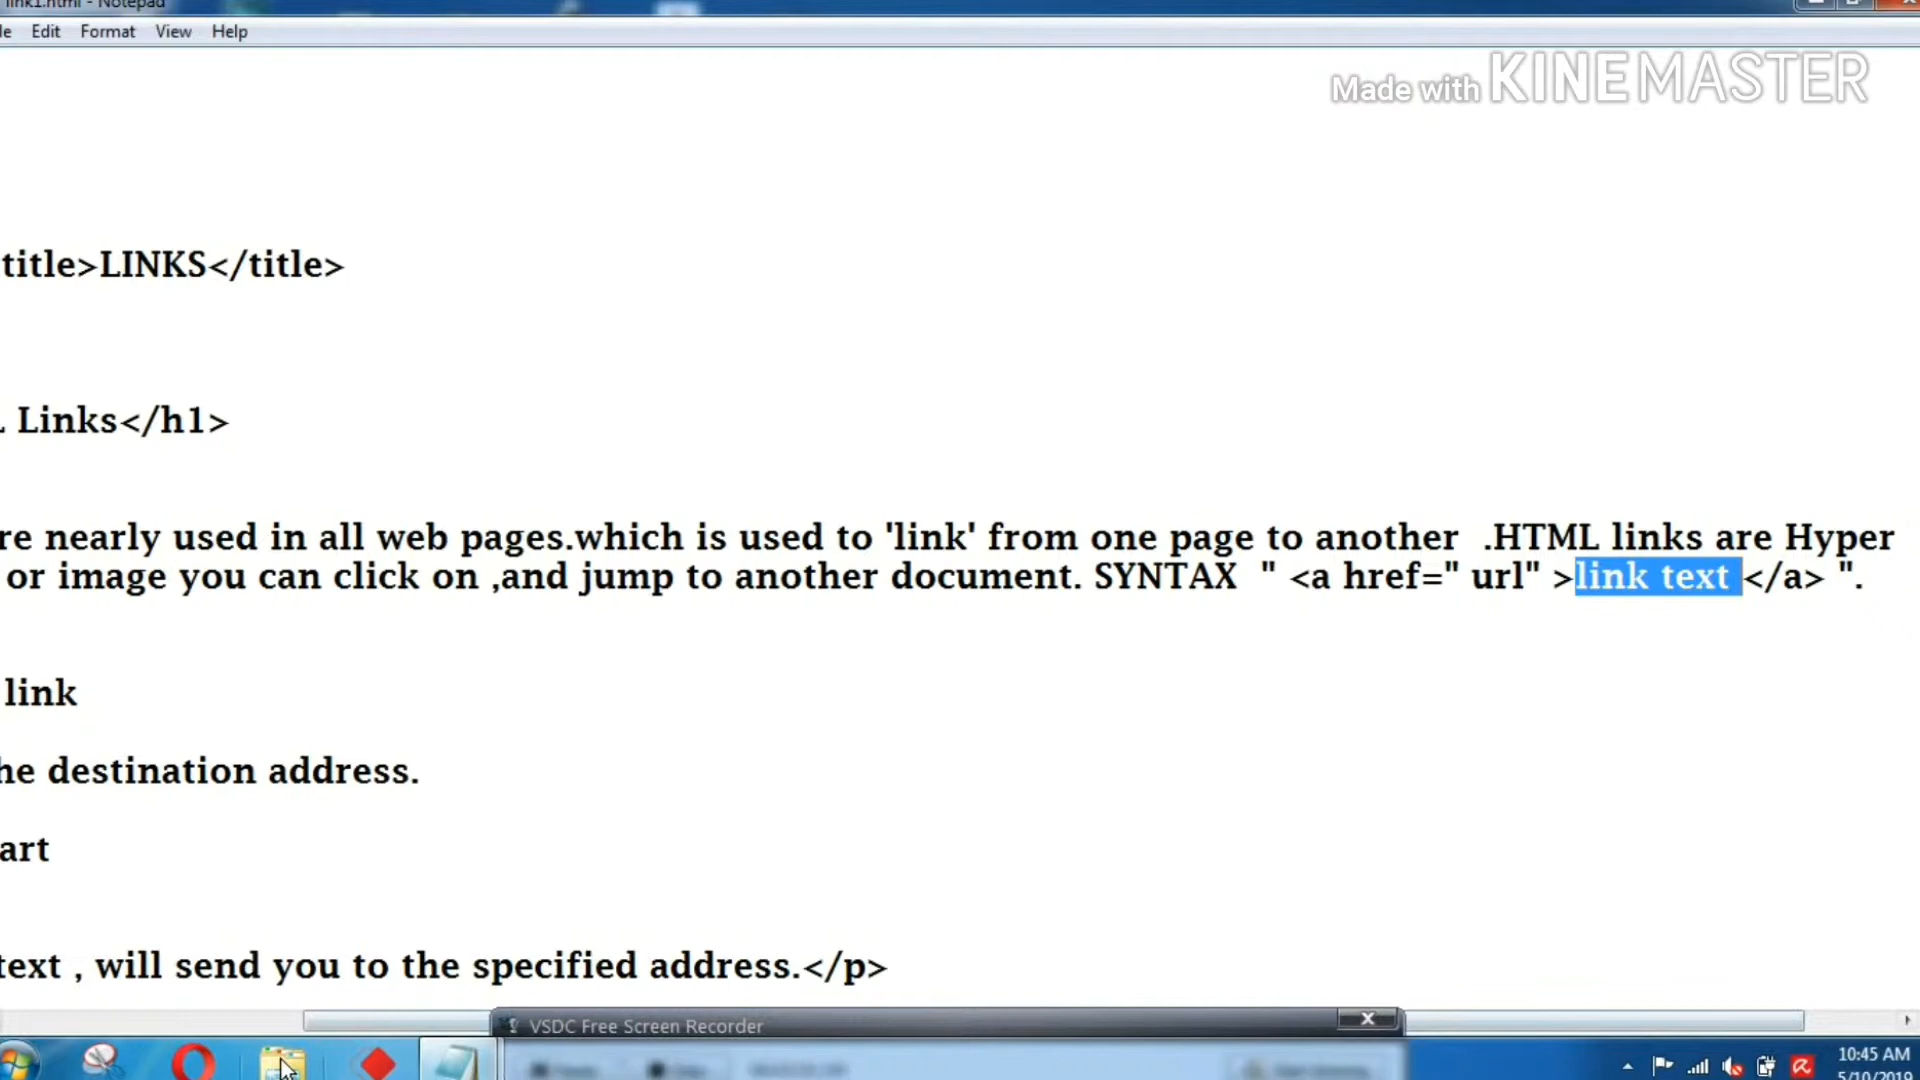 link1.html - Notepad
Edit Format View Help
Made with KINEMASTER
title>LINKS</title>
Links</h1>
re nearly used in all web pages.which is used to 'link' from one page to another .HTML links are Hyper
or image you can click on ,and jump to another document. SYNTAX " <a href=" url" >link text </a> ".
link
he destination address.
art
text , will send you to the specified address.</p>
VSDC Free Screen Recorder
10:45 AM
5/10/2019